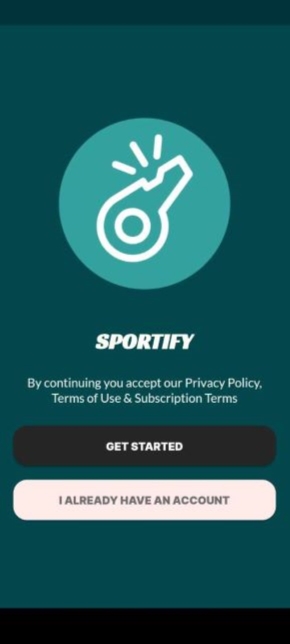 SPORTIFY
By continuing you accept our Privacy Policy,
Terms of Use & Subscription Terms
GET STARTED
I ALREADY HAVE AN ACCOUNT